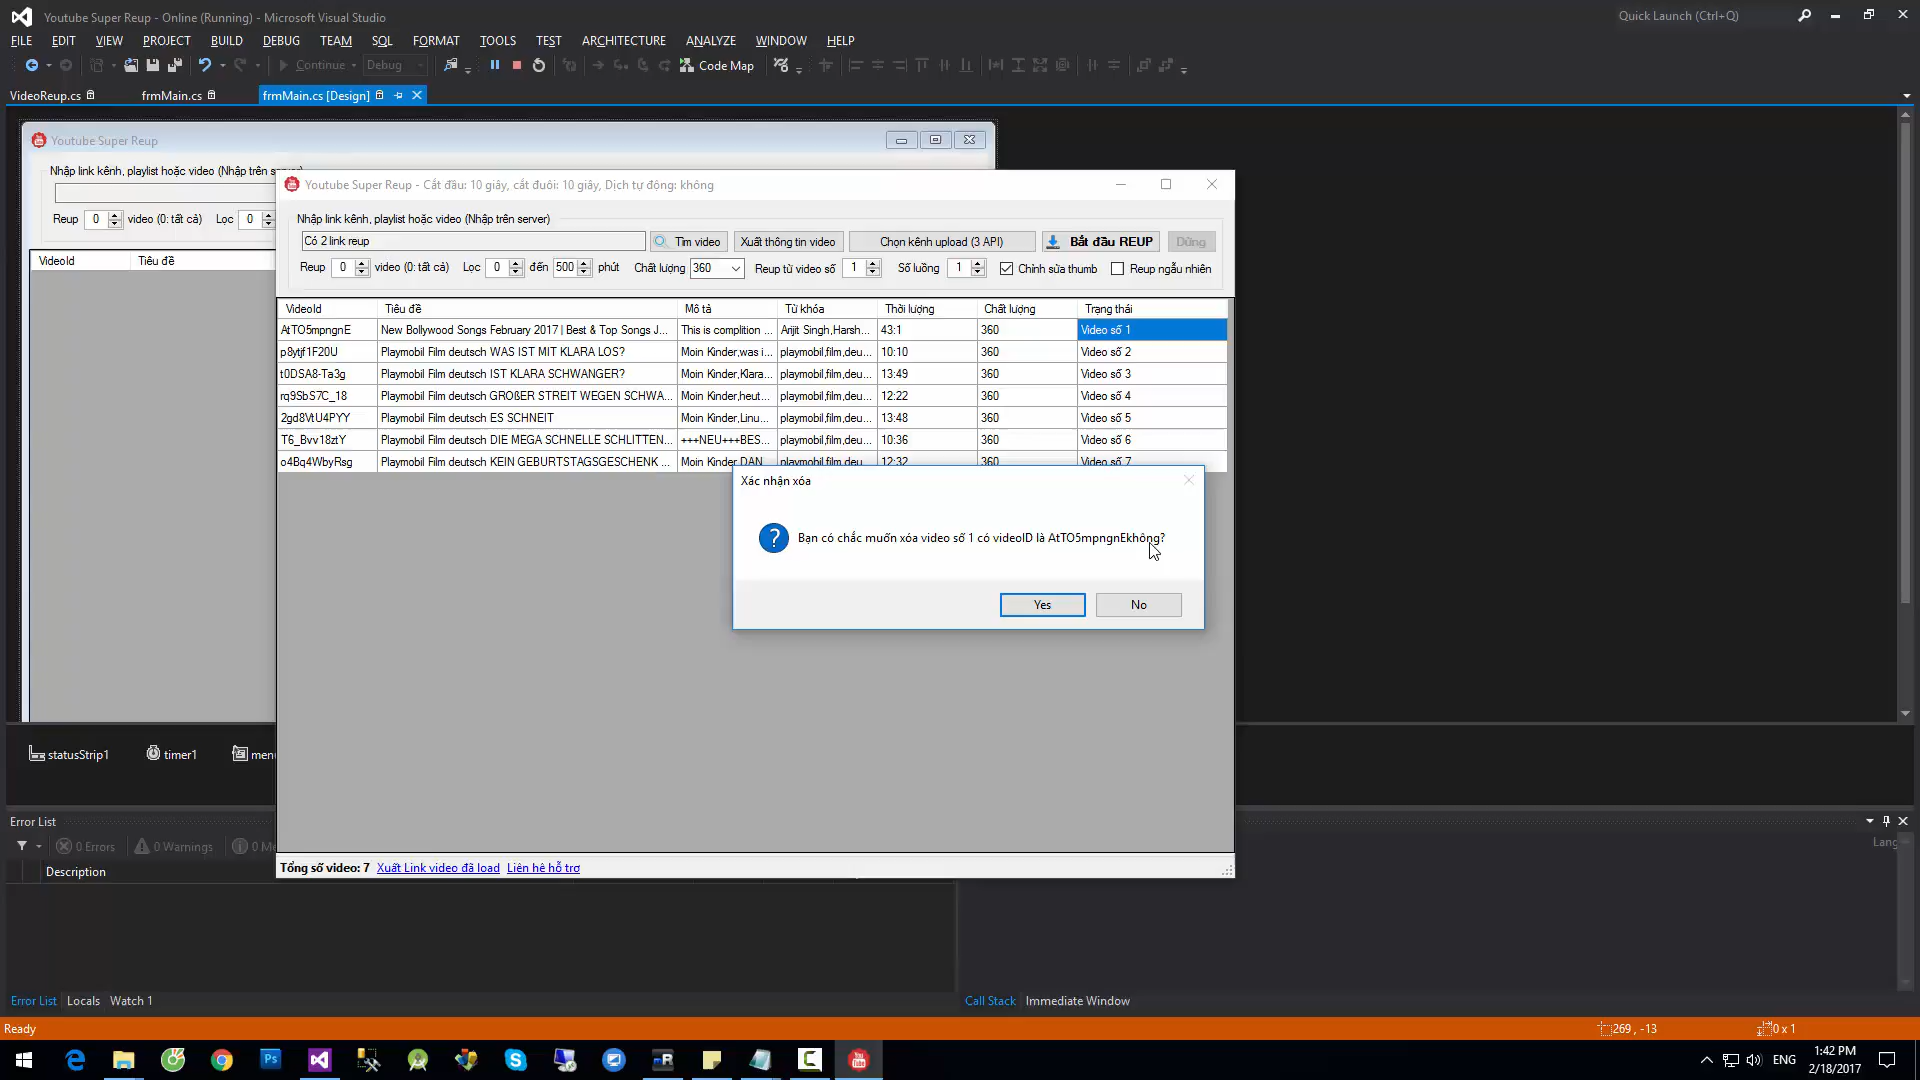 Youtube Super Reup - Online (Running) - Microsoft Visual Studio
Quick Launch (Ctrl+Q)
FILE EDIT VIEW PROJECT BUILD DEBUG TEAM SQL FORMAT TOOLS TEST ARCHITECTURE ANALYZE WINDOW HELP
Continue Debug Code Map
VideoReup.cs frmMain.cs frmMain.cs [Design]
Youtube Super Reup
Nhập link kênh, playlist hoặc video (Nhập trên server)
Reup 0 video (0: tất cả) Lọc 0
VideoId Tiêu đề
Youtube Super Reup - Cắt đầu: 10 giây, cắt đuôi: 10 giây, Dịch tự động: không
Nhập link kênh, playlist hoặc video (Nhập trên server)
Có 2 link reup Tìm video Xuất thông tin video Chọn kênh upload (3 API) Bắt đầu REUP Dừng
Reup 0 video (0: tất cả) Lọc 0 đến 500 phút Chất lượng 360 Reup từ video số 1 Số luồng 1 Chỉnh sửa thumb Reup ngẫu nhiên
VideoId Tiêu đề Mô tả Từ khóa Thời lượng Chất lượng Trạng thái
AtTO5mpngnE New Bollywood Songs February 2017 | Best & Top Songs J... This is complition ... Arijit Singh,Harsh... 43:1 360 Video số 1
p8ytjf1F20U Playmobil Film deutsch WAS IST MIT KLARA LOS? Moin Kinder,was i... playmobil,film,deu... 10:10 360 Video số 2
t0DSA8-Ta3g Playmobil Film deutsch IST KLARA SCHWANGER? Moin Kinder,Klara... playmobil,film,deu... 13:49 360 Video số 3
rq9SbS7C_18 Playmobil Film deutsch GROßER STREIT WEGEN SCHWA... Moin Kinder,heut... playmobil,film,deu... 12:22 360 Video số 4
2gd8VtU4PYY Playmobil Film deutsch ES SCHNEIT Moin Kinder,Linu... playmobil,film,deu... 13:48 360 Video số 5
T6_Bvv18ztY Playmobil Film deutsch DIE MEGA SCHNELLE SCHLITTEN... +++NEU+++BES... playmobil,film,deu... 10:36 360 Video số 6
o4Bq4WbyRsg Playmobil Film deutsch KEIN GEBURTSTAGSGESCHENK ... Moin Kinder,DAN playmobil,film,deu 12:32 360 Video số 7
Xác nhận xóa
Bạn có chắc muốn xóa video số 1 có videoID là AtTO5mpngnEkhông?
Yes No
statusStrip1 timer1 menu
Tổng số video: 7 Xuất Link video đã load Liên hệ hỗ trợ
Error List
0 Errors 0 Warnings 0 Me
Lang
Description
Error List Locals Watch 1
Call Stack Immediate Window
Ready
269 , -13 0 x 1
ENG
1:42 PM
2/18/2017